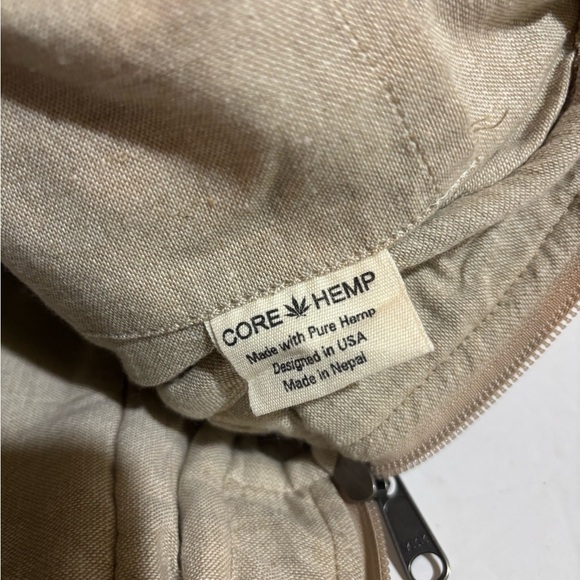 CORE HEMP
Made with Pure Hemp
Designed in USA
Made in Nepal